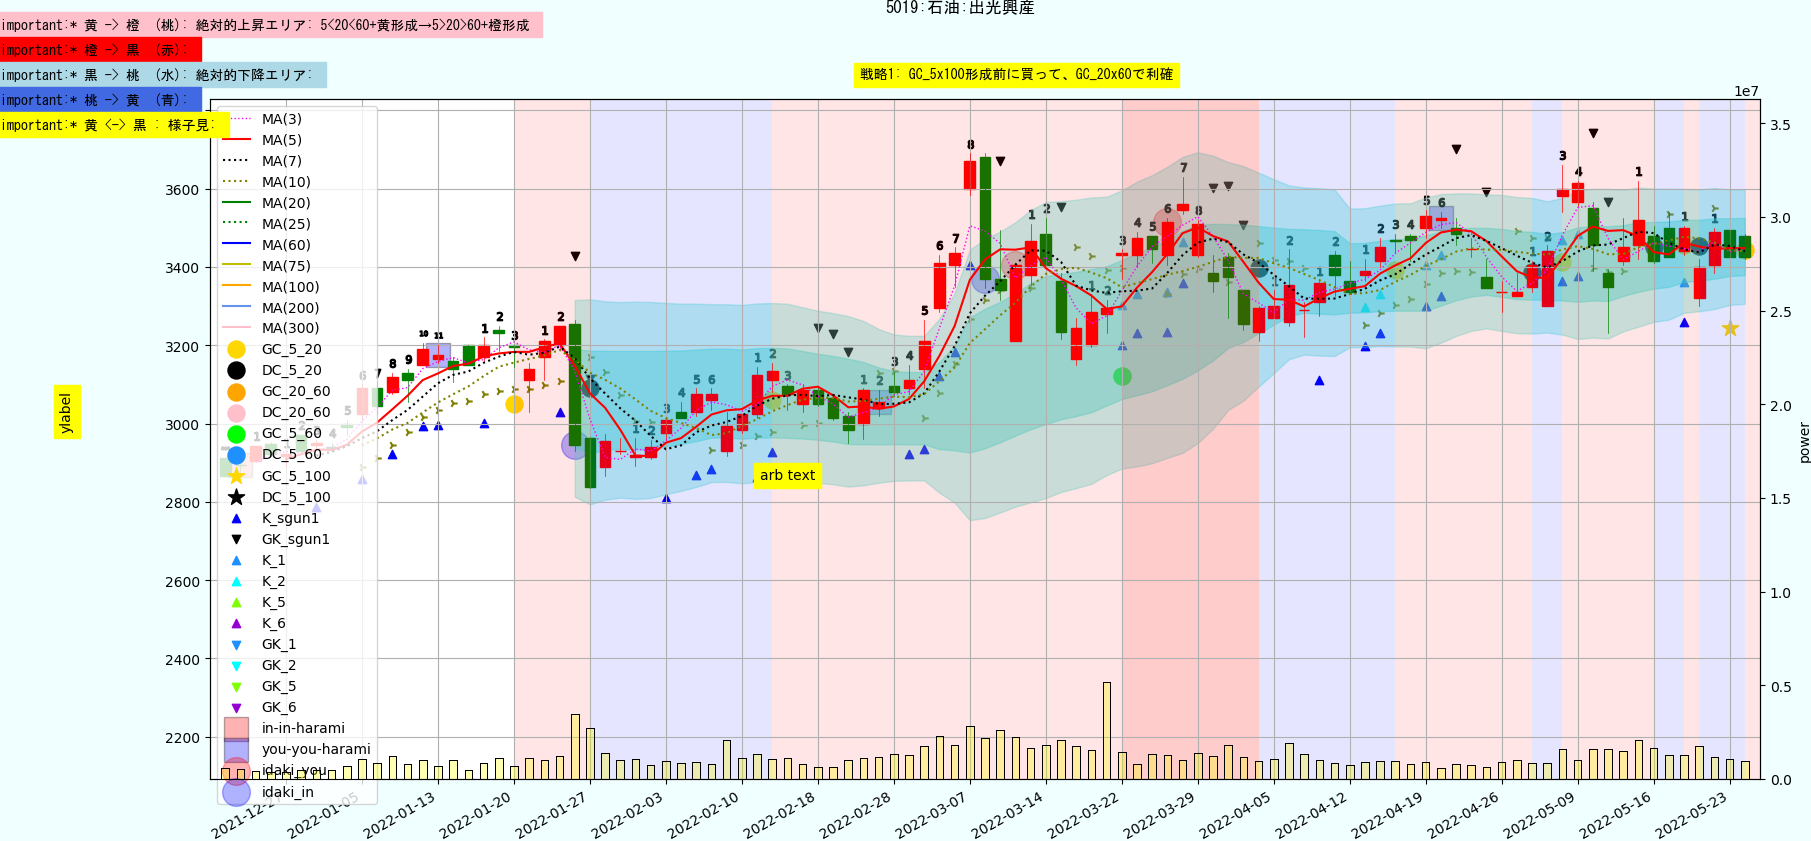 5019:石油:出光興産
important:* 黄 -> 橙 (桃): 絶対的上昇エリア: 5<20<60+黄形成→5>20>60+橙形成
important:* 橙 -> 黒 (赤):
important:* 黒 -> 桃 (水): 絶対的下降エリア:
戦略1: GC_5x100形成前に買って、GC_20x60で利確
important:* 桃 -> 黄 (青):
important:* 黄 <-> 黒 : 様子見:
1e7
MA(3)
MA(5)
MA(7)
MA(10)
MA(20)
MA(25)
MA(60)
MA(75)
MA(100)
MA(200)
MA(300)
GC_5_20
DC_5_20
GC_20_60
DC_20_60
GC_5_60
DC_5_60
GC_5_100
DC_5_100
K_sgun1
GK_sgun1
K_1
K_2
K_5
K_6
GK_1
GK_2
GK_5
GK_6
in-in-harami
you-you-harami
idaki_you
idaki_in
3600
3400
3200
3000
2800
2600
2400
2200
ylabel
arb text
3.5
3.0
2.5
2.0
1.5
1.0
0.5
0.0
power
2021-12-27
2022-01-05
2022-01-13
2022-01-20
2022-01-27
2022-02-03
2022-02-10
2022-02-18
2022-02-28
2022-03-07
2022-03-14
2022-03-22
2022-03-29
2022-04-05
2022-04-12
2022-04-19
2022-04-26
2022-05-09
2022-05-16
2022-05-23